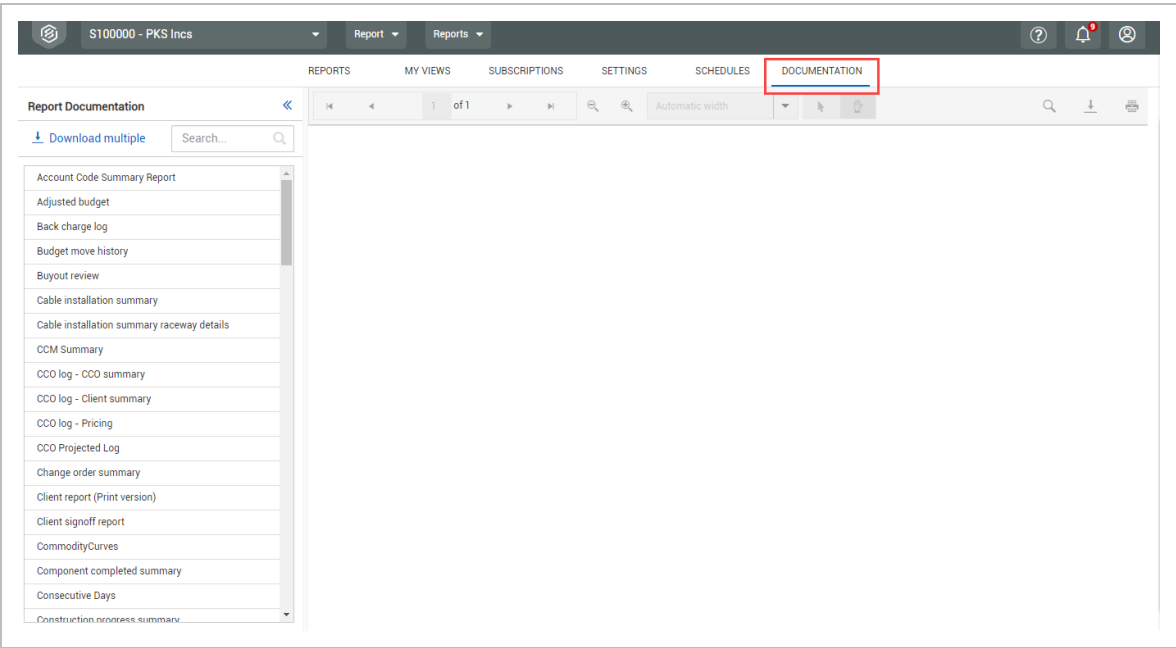 S100000 - PKS Incs Report Reports 9
REPORTS MY VIEWS SUBSCRIPTIONS SETTINGS SCHEDULES DOCUMENTATION
Report Documentation
1 of 1 Automatic width
Download multiple Search...
Account Code Summary Report
Adjusted budget
Back charge log
Budget move history
Buyout review
Cable installation summary
Cable installation summary raceway details
CCM Summary
CCO log - CCO summary
CCO log - Client summary
CCO log - Pricing
CCO Projected Log
Change order summary
Client report (Print version)
Client signoff report
CommodityCurves
Component completed summary
Consecutive Days
Construction progress summary